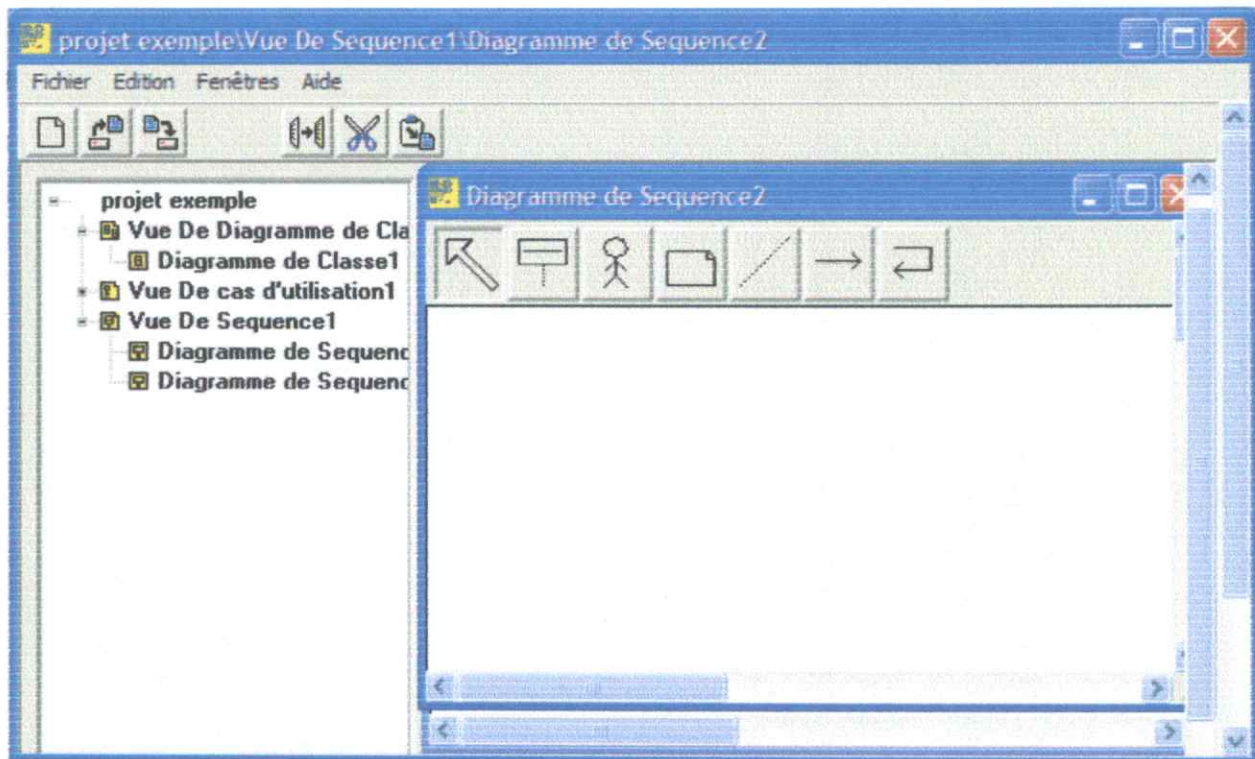 projet exemple\Vue De Sequence1\Diagramme de Sequence2
Fichier Edition Fenêtres Aide
projet exemple
Vue De Diagramme de Cla
Diagramme de Classe1
Vue De cas d'utilisation1
Vue De Sequence1
Diagramme de Sequenc
Diagramme de Sequenc
Diagramme de Sequence2